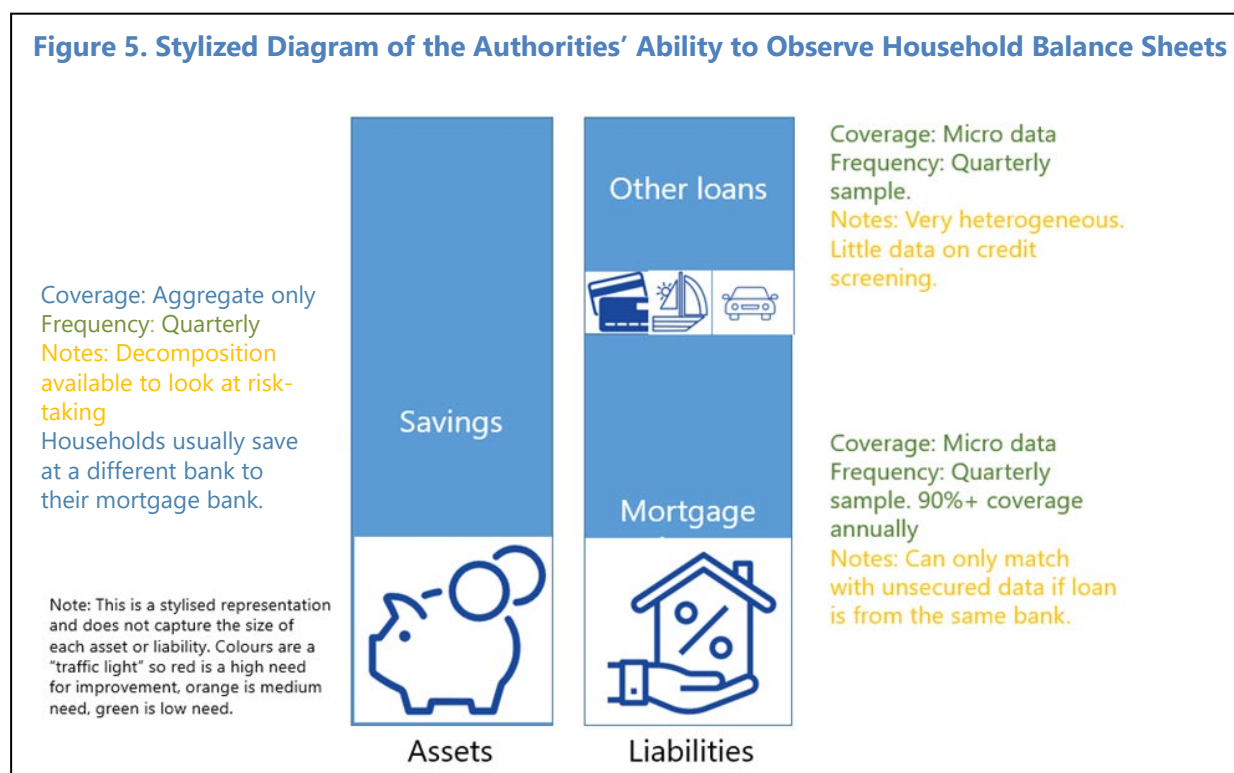 Figure 5. Stylized Diagram of the Authorities’ Ability to Observe Household Balance Sheets
Coverage: Aggregate only
Frequency: Quarterly
Notes: Decomposition
available to look at risk-
taking
Households usually save
at a different bank to
their mortgage bank.
Note: This is a stylised representation
and does not capture the size of
each asset or liability. Colours are a
“traffic light” so red is a high need
for improvement, orange is medium
need, green is low need.
Savings
Assets
Other loans
Mortgage
Liabilities
Coverage: Micro data
Frequency: Quarterly
sample.
Notes: Very heterogeneous.
Little data on credit
screening.
Coverage: Micro data
Frequency: Quarterly
sample. 90%+ coverage
annually
Notes: Can only match
with unsecured data if loan
is from the same bank.